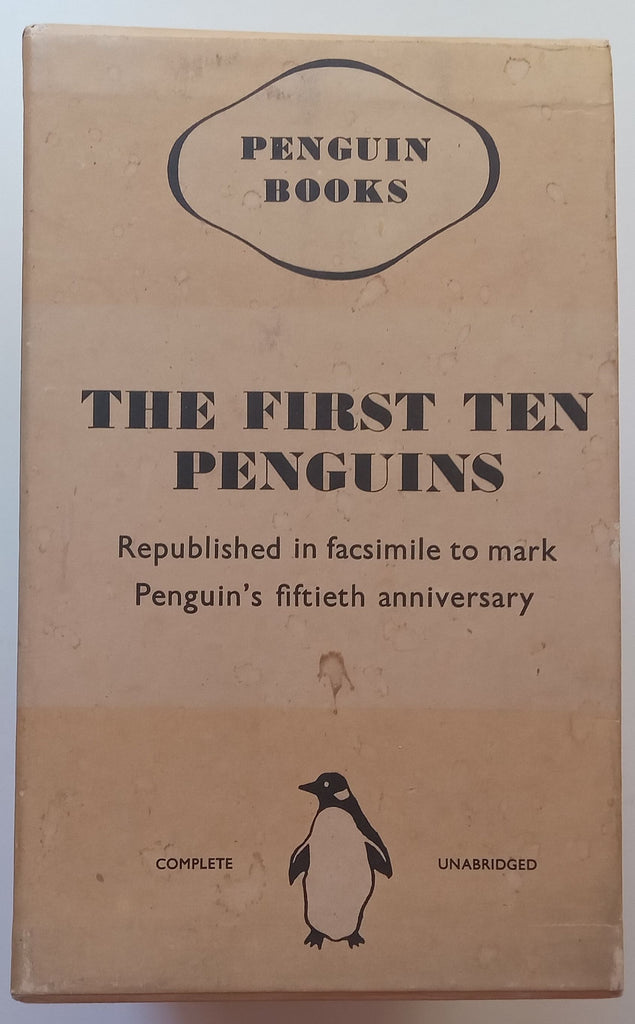 PENGUIN
BOOKS
THE FIRST TEN
PENGUINS
Republished in facsimile to mark
Penguin's fiftieth anniversary
COMPLETE UNABRIDGED